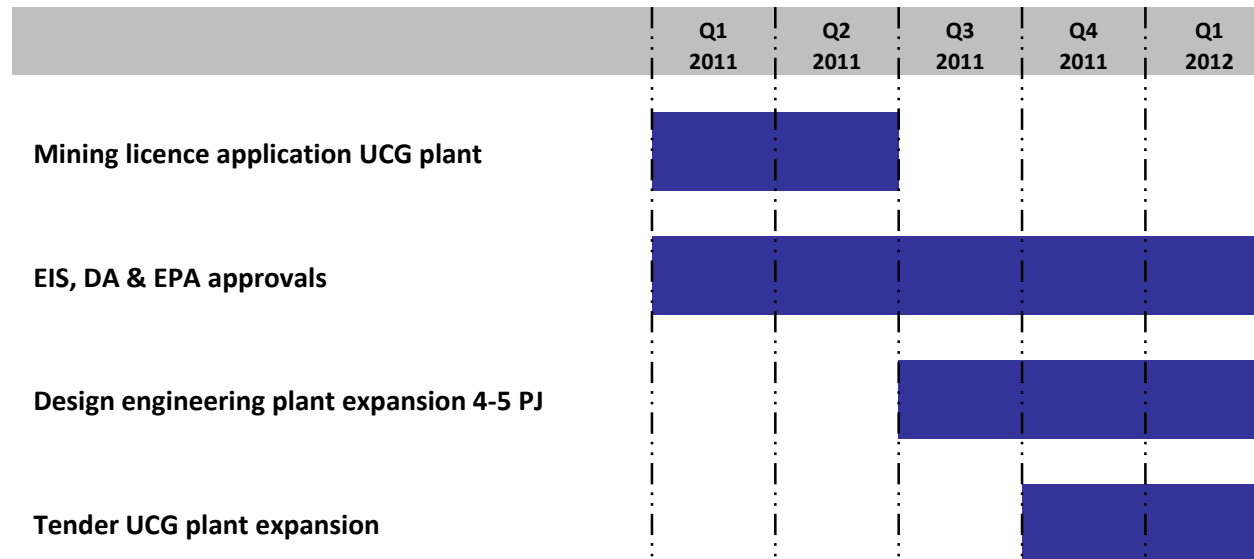 Q1 Q2 Q3 Q4 Q1
2011 2011 2011 2011 2012
Mining licence application UCG plant
EIS, DA & EPA approvals
Design engineering plant expansion 4-5 PJ
Tender UCG plant expansion